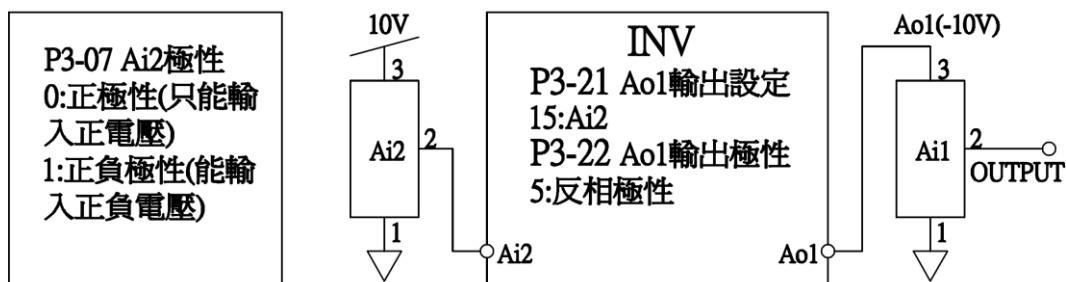 P3-07 Ai2極性
0:正極性(只能輸
入正電壓)
1:正負極性(能輸
入正負電壓)
10V
3
Ai2
2
1
INV
P3-21 Ao1輸出設定
15:Ai2
P3-22 Ao1輸出極性
5:反相極性
Ai2
Ao1
Ao1(-10V)
3
Ai1
2
OUTPUT
1